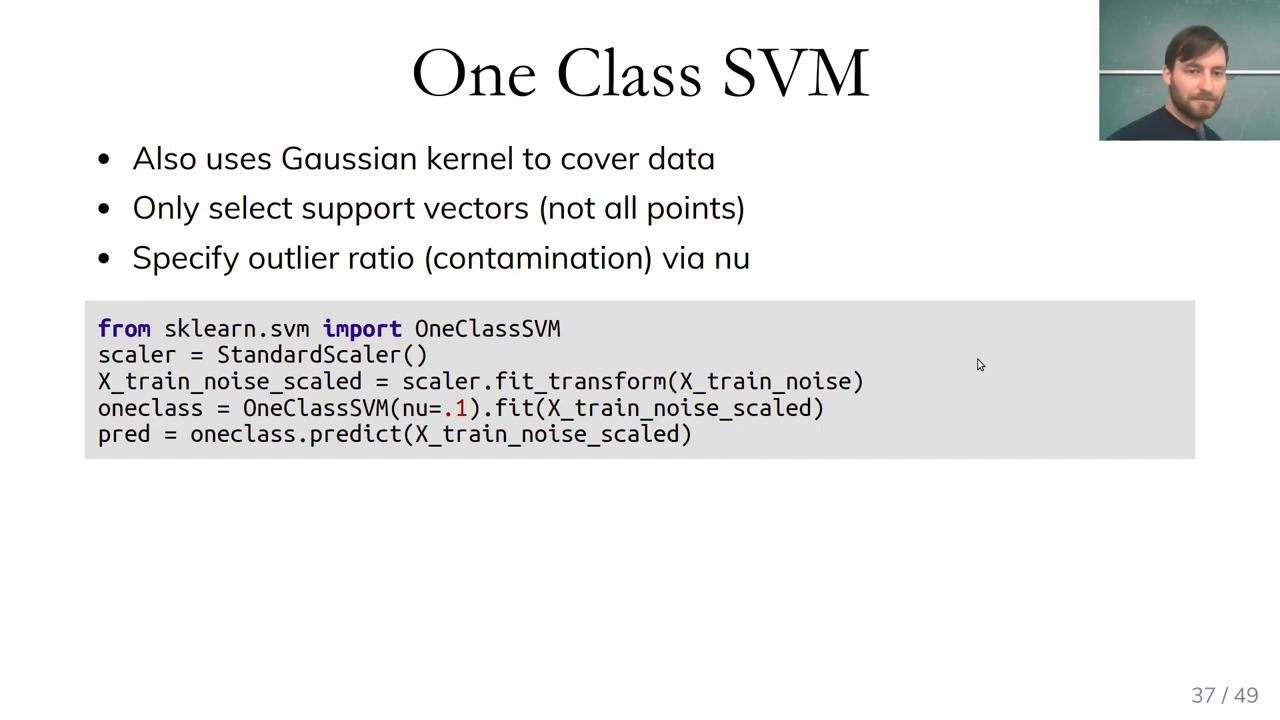 One Class SVM
• Also uses Gaussian kernel to cover data
• Only select support vectors (not all points)
• Specify outlier ratio (contamination) via nu
from sklearn.svm import OneClassSVM
scaler = StandardScaler()
X_train_noise_scaled = scaler.fit_transform(X_train_noise)
oneclass = OneClassSVM(nu=.1).fit(X_train_noise_scaled)
pred = oneclass.predict(X_train_noise_scaled)
37 / 49